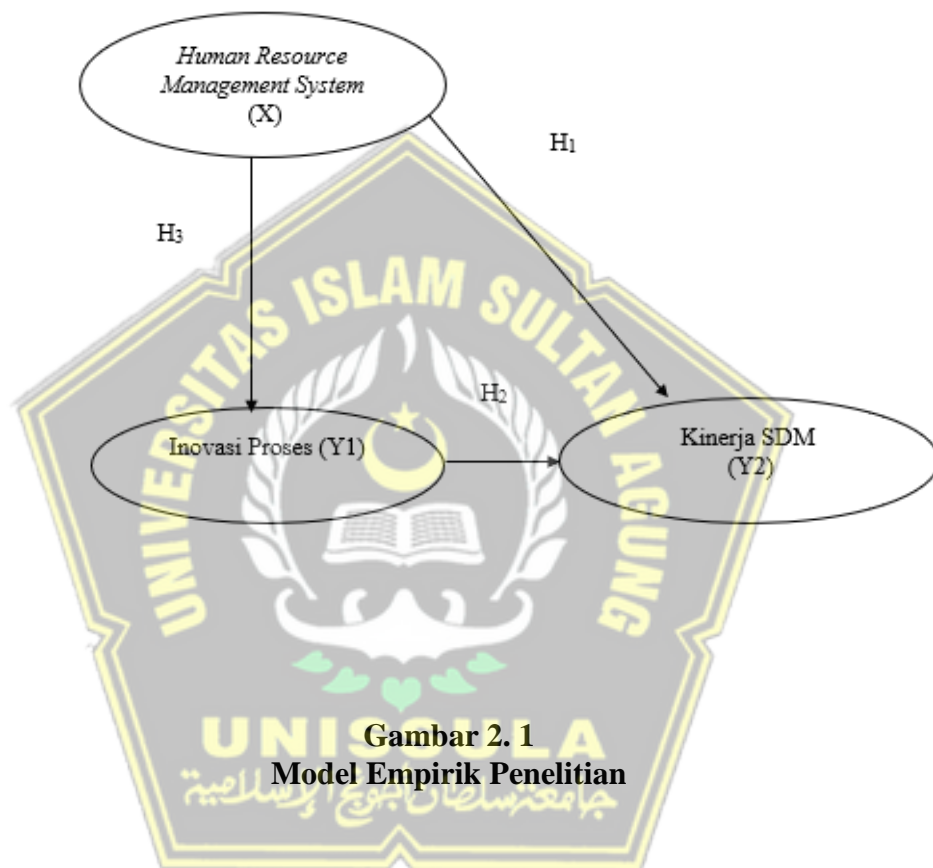 Human Resource
Management System
(X)
H₁
H₃
UNIVERSITAS ISLAM SULTAN AGUNG
H₂
Inovasi Proses (Y1)
Kinerja SDM
(Y2)
UNISSULA
Gambar 2. 1
Model Empirik Penelitian
جامعة سلطان أجونج الإسلامية